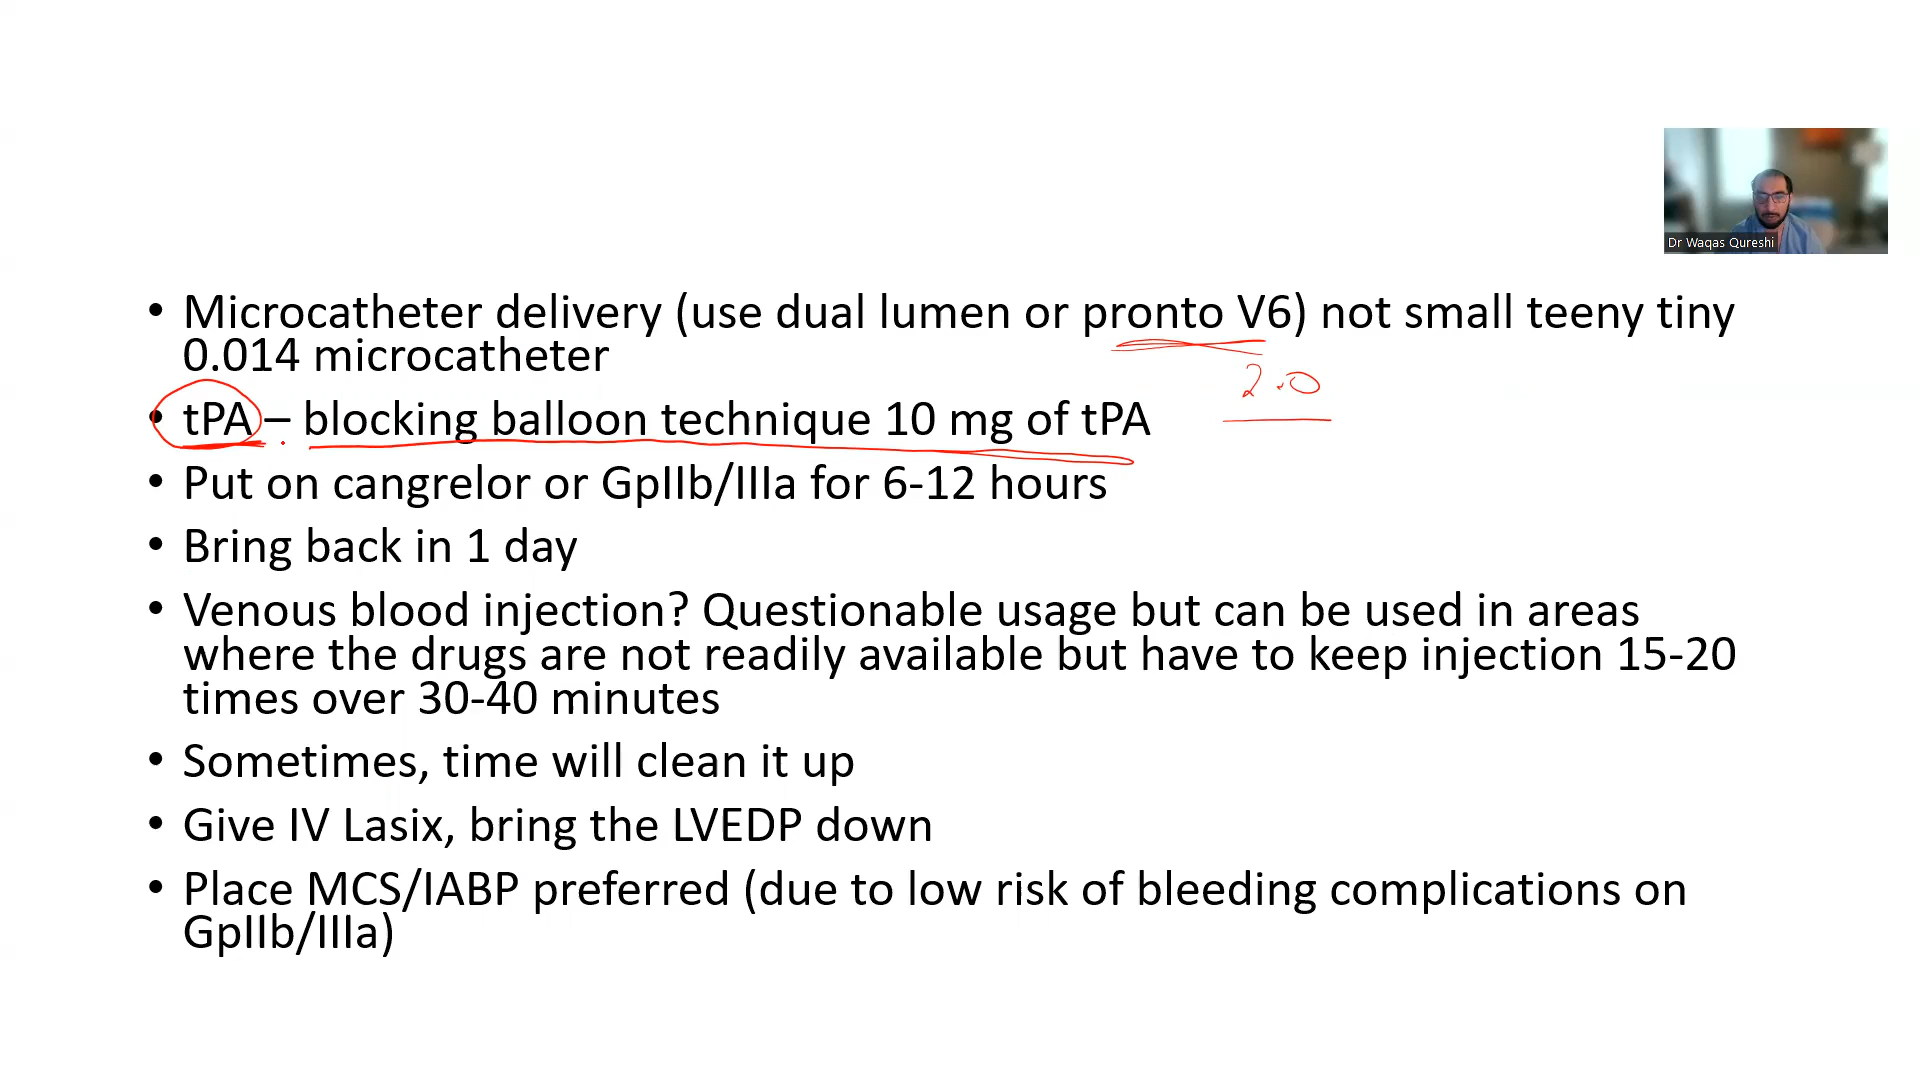 Dr Waqas Qureshi
• Microcatheter delivery (use dual lumen or pronto V6) not small teeny tiny
0.014 microcatheter
2.0
• tPA – blocking balloon technique 10 mg of tPA
• Put on cangrelor or GpIIb/IIIa for 6-12 hours
• Bring back in 1 day
• Venous blood injection? Questionable usage but can be used in areas
where the drugs are not readily available but have to keep injection 15-20
times over 30-40 minutes
• Sometimes, time will clean it up
• Give IV Lasix, bring the LVEDP down
• Place MCS/IABP preferred (due to low risk of bleeding complications on
GpIIb/IIIa)